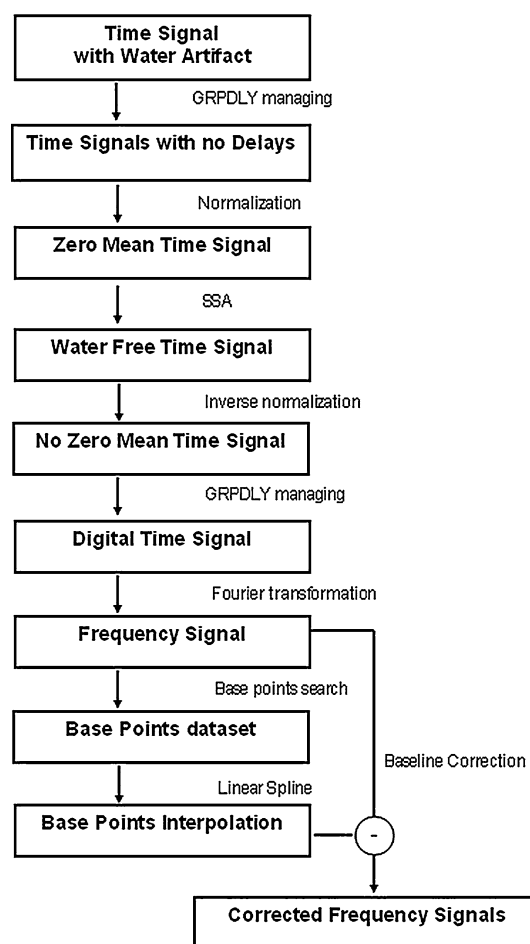 Time Signal
with Water Artifact
GRPDLY managing
Time Signals with no Delays
Normalization
Zero Mean Time Signal
SSA
Water Free Time Signal
Inverse normalization
No Zero Mean Time Signal
GRPDLY managing
Digital Time Signal
Fourier transformation
Frequency Signal
Base points search
Base Points dataset
Baseline Correction
Linear Spline
Base Points Interpolation
-
Corrected Frequency Signals